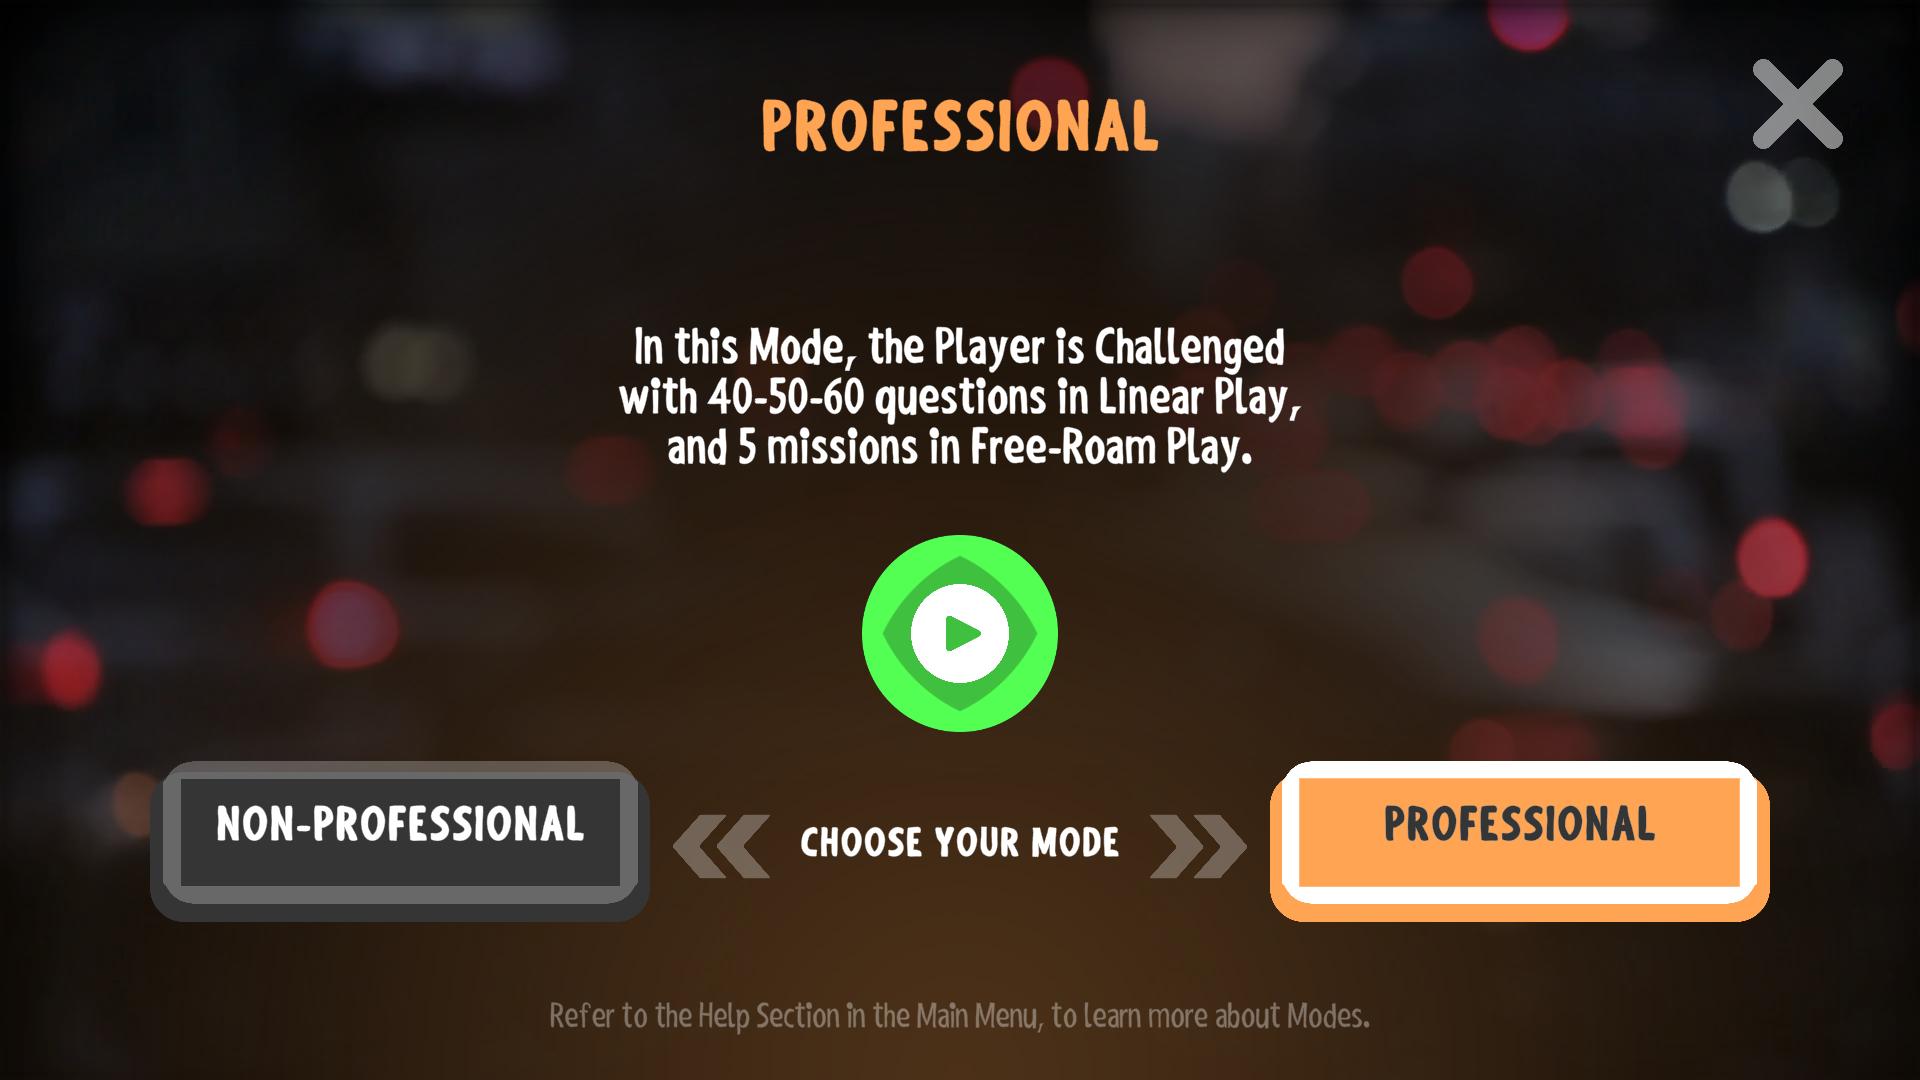 PROFESSIONAL
In this Mode, the Player is Challenged
with 40-50-60 questions in Linear Play,
and 5 missions in Free-Roam Play.
NON-PROFESSIONAL
CHOOSE YOUR MODE
PROFESSIONAL
Refer to the Help Section in the Main Menu, to learn more about Modes.